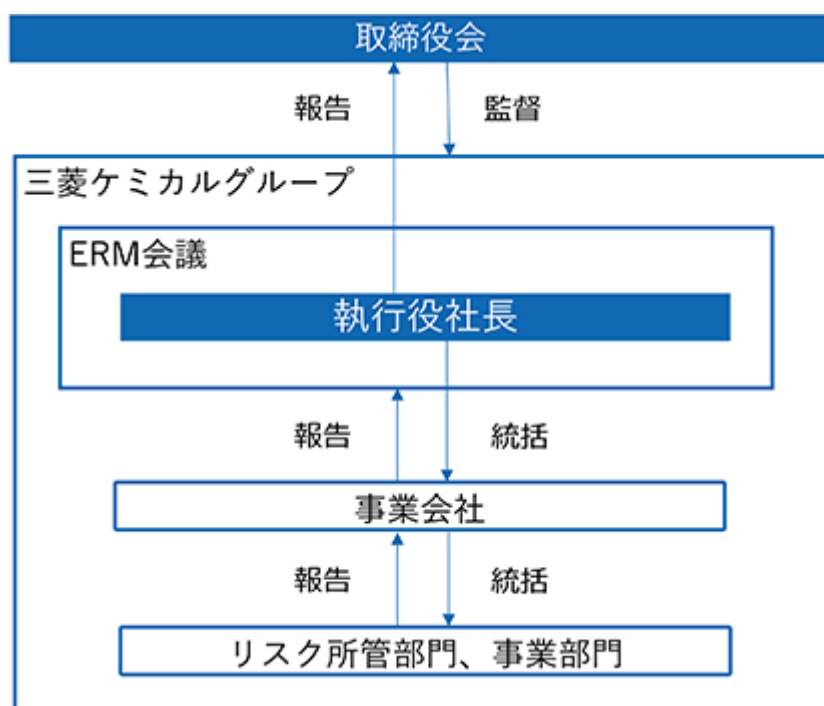 取締役会
報告 監督
三菱ケミカルグループ
ERM会議
執行役社長
報告 統括
事業会社
報告 統括
リスク所管部門、事業部門